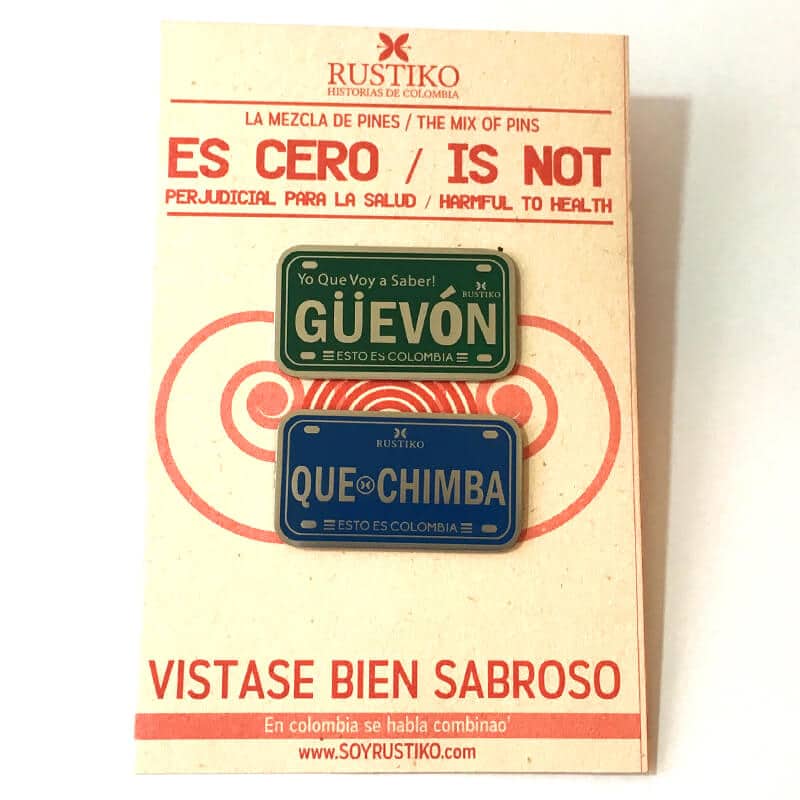 RUSTIKO
HISTORIAS DE COLOMBIA
LA MEZCLA DE PINES / THE MIX OF PINS
ES CERO / IS NOT
PERJUDICIAL PARA LA SALUD / HARMFUL TO HEALTH
Yo Que Voy a Saber!
RUSTIKO
GÜEVÓN
ESTO ES COLOMBIA
RUSTIKO
QUE CHIMBA
ESTO ES COLOMBIA
VISTASE BIEN SABROSO
En colombia se habla combinao'
www.SOYRUSTIKO.com